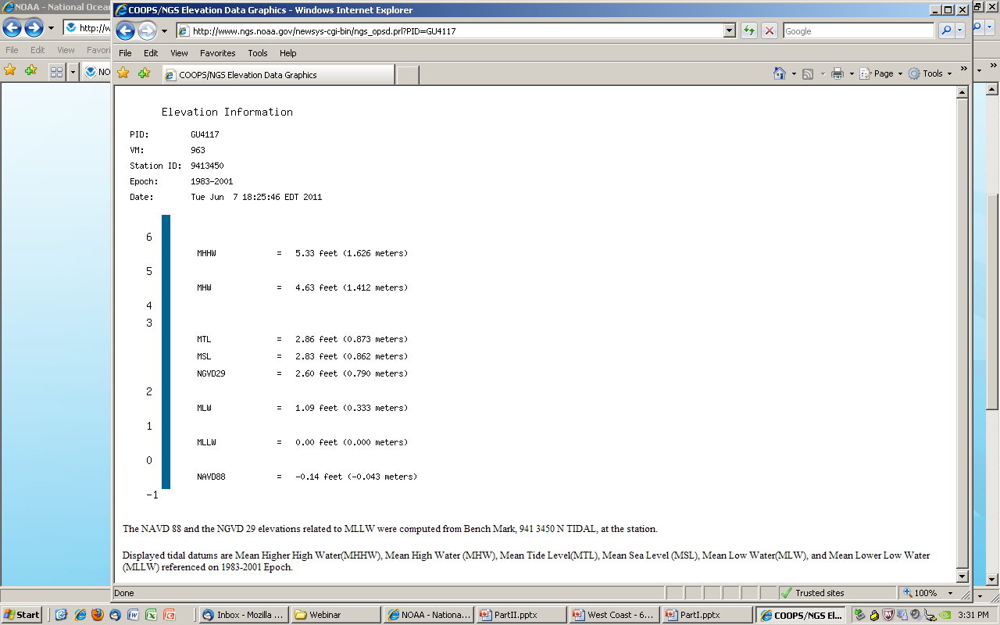 NOAA - National Ocean
COOPS/NGS Elevation Data Graphics - Windows Internet Explorer
http://w
http://www.ngs.noaa.gov/newsys-cgi-bin/ngs_opsd.prl?PID=GU4117
Google
File Edit View Favori
File Edit View Favorites Tools Help
NO
COOPS/NGS Elevation Data Graphics
Page Tools
Elevation Information
PID: GU4117
VM: 963
Station ID: 9413450
Epoch: 1983-2001
Date: Tue Jun 7 18:25:46 EDT 2011
6
MHHW = 5.33 feet (1.626 meters)
5
MHW = 4.63 feet (1.412 meters)
4
3
MTL = 2.86 feet (0.873 meters)
MSL = 2.83 feet (0.862 meters)
NGVD29 = 2.60 feet (0.790 meters)
2
MLW = 1.09 feet (0.333 meters)
1
MLLW = 0.00 feet (0.000 meters)
0
NAVD88 = -0.14 feet (-0.043 meters)
-1
The NAVD 88 and the NGVD 29 elevations related to MLLW were computed from Bench Mark, 941 3450 N TIDAL, at the station.
Displayed tidal datums are Mean Higher High Water(MHHW), Mean High Water (MHW), Mean Tide Level(MTL), Mean Sea Level (MSL), Mean Low Water(MLW), and Mean Lower Low Water
(MLLW) referenced on 1983-2001 Epoch.
Done Trusted sites 100%
Start Inbox - Mozilla ... Webinar NOAA - Nationa... PartII.pptx West Coast - 6... PartI.pptx COOPS/NGS El... 3:31 PM